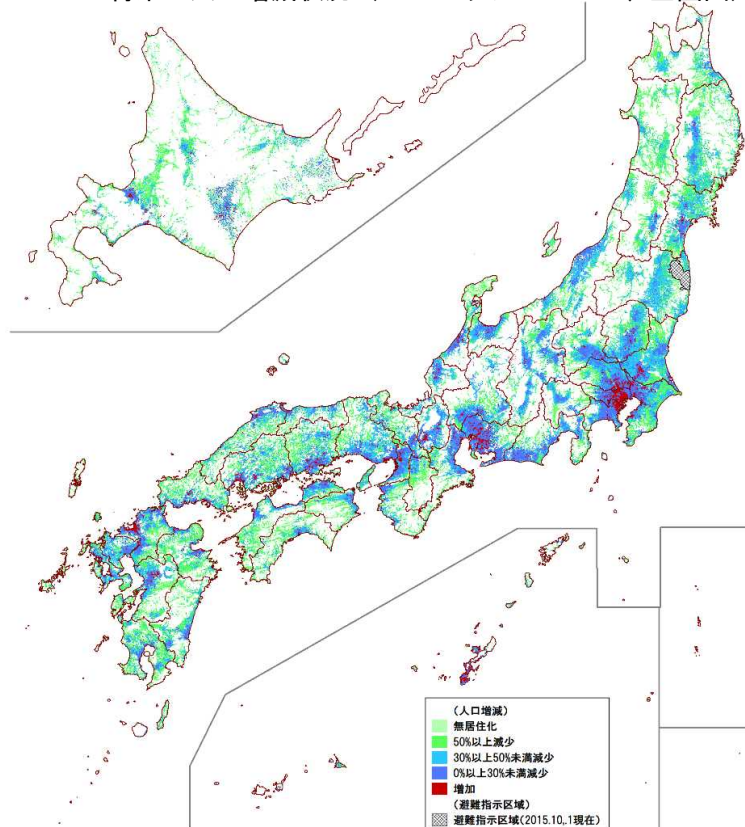 (人口増減)
無居住化
50%以上減少
30%以上50%未満減少
0%以上30%未満減少
増加
(避難指示区域)
避難指示区域(2015.10,.1現在)